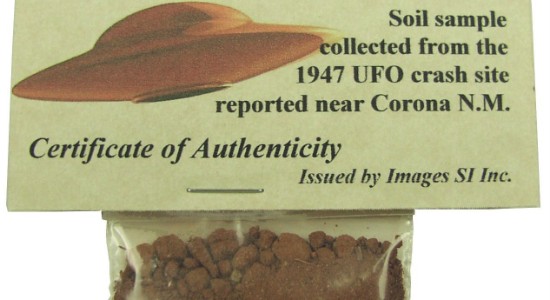 Soil sample
collected from the
1947 UFO crash site
reported near Corona N.M.
Certificate of Authenticity
Issued by Images SI Inc.